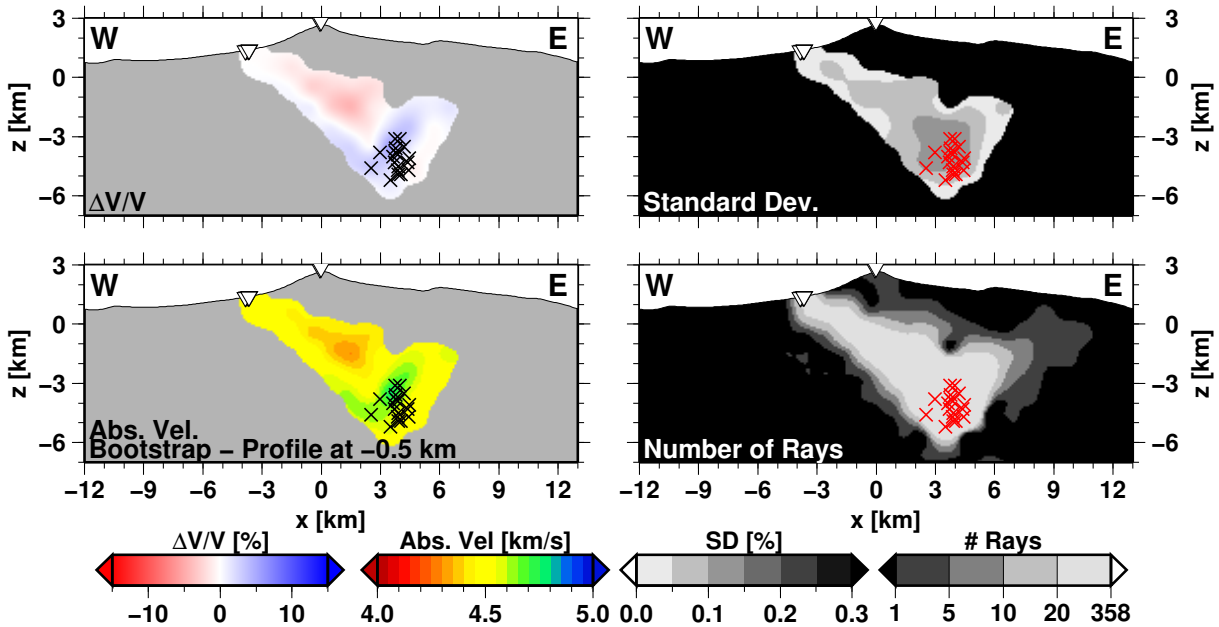 W
E
3
0
−3
−6
z [km]
ΔV/V
W
E
3
0
−3
−6
z [km]
Standard Dev.
W
E
3
0
−3
−6
z [km]
Abs. Vel.
Bootstrap − Profile at −0.5 km
−12 −9 −6 −3 0 3 6 9 12
x [km]
W
E
3
0
−3
−6
z [km]
Number of Rays
−12 −9 −6 −3 0 3 6 9 12
x [km]
ΔV/V [%]
−10 0 10
Abs. Vel [km/s]
4.0 4.5 5.0
SD [%]
0.0 0.1 0.2 0.3
# Rays
1 5 10 20 358